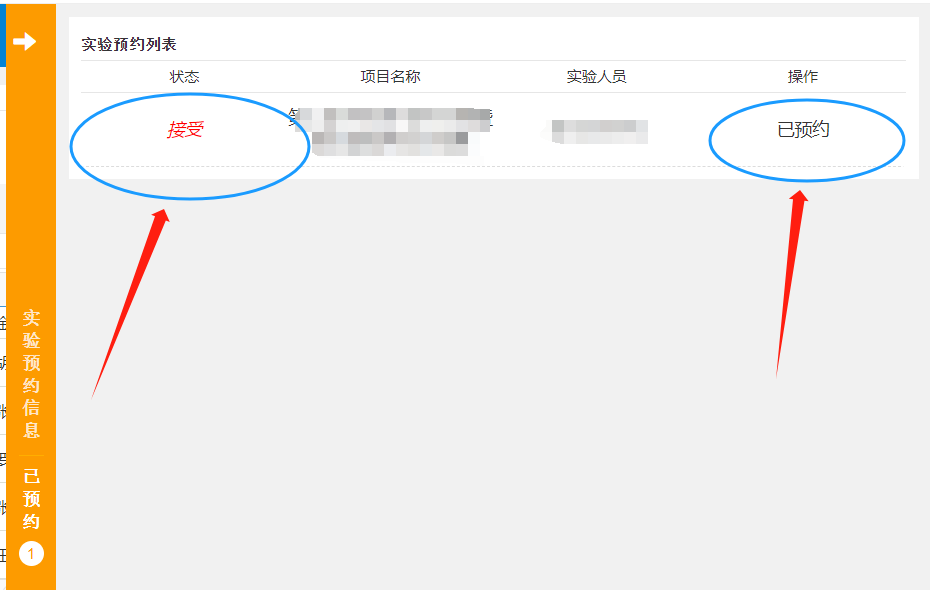 实验预约列表
状态 项目名称 实验人员 操作
接受 已预约
实验预约信息
已预约
1